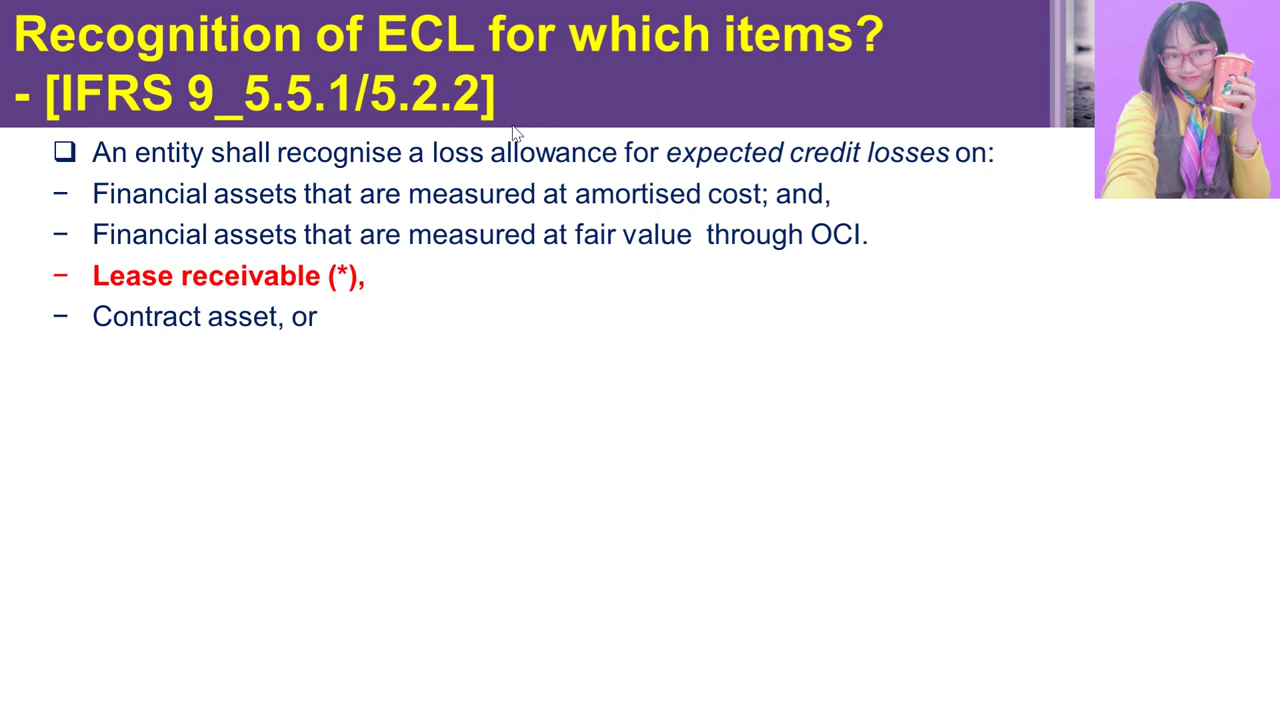 Recognition of ECL for which items?
- [IFRS 9_5.5.1/5.2.2]
❑ An entity shall recognise a loss allowance for expected credit losses on:
− Financial assets that are measured at amortised cost; and,
− Financial assets that are measured at fair value through OCI.
− Lease receivable (*),
− Contract asset, or